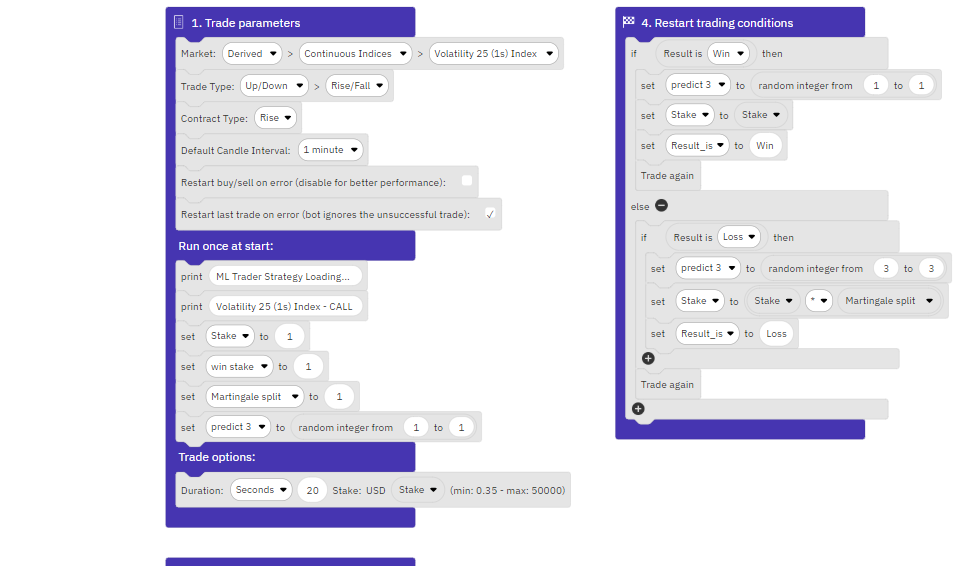 1. Trade parameters
Market: Derived > Continuous Indices > Volatility 25 (1s) Index
Trade Type: Up/Down > Rise/Fall
Contract Type: Rise
Default Candle Interval: 1 minute
Restart buy/sell on error (disable for better performance):
Restart last trade on error (bot ignores the unsuccessful trade): ✓
Run once at start:
print ML Trader Strategy Loading...
print Volatility 25 (1s) Index - CALL
set Stake to 1
set win stake to 1
set Martingale split to 1
set predict 3 to random integer from 1 to 1
Trade options:
Duration: Seconds 20 Stake: USD Stake (min: 0.35 - max: 50000)
4. Restart trading conditions
if Result is Win then
set predict 3 to random integer from 1 to 1
set Stake to Stake
set Result_is to Win
Trade again
else
if Result is Loss then
set predict 3 to random integer from 3 to 3
set Stake to Stake * Martingale split
set Result_is to Loss
Trade again